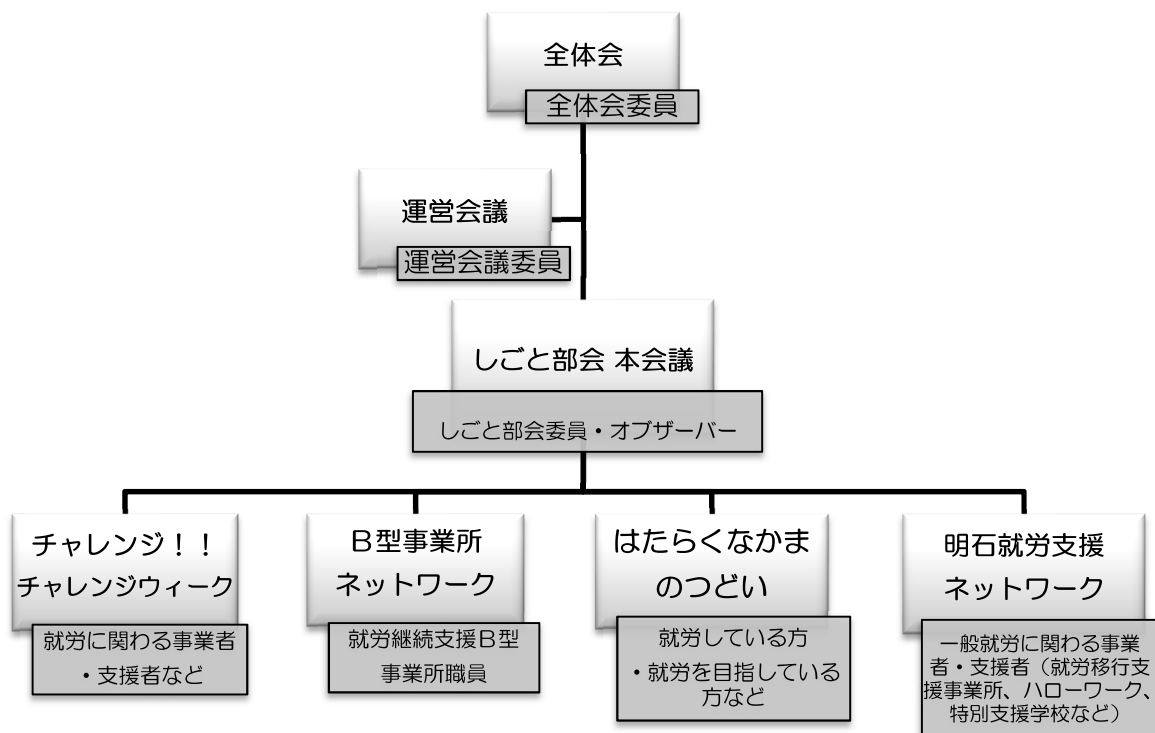 全体会
全体会委員
運営会議
運営会議委員
しごと部会 本会議
しごと部会委員・オブザーバー
チャレンジ！！
チャレンジウィーク
就労に関わる事業者
・支援者など
Ｂ型事業所
ネットワーク
就労継続支援Ｂ型
事業所職員
はたらくなかま
のつどい
就労している方
・就労を目指している
方など
明石就労支援
ネットワーク
一般就労に関わる事業
者・支援者（就労移行支
援事業所、ハローワーク、
特別支援学校など）